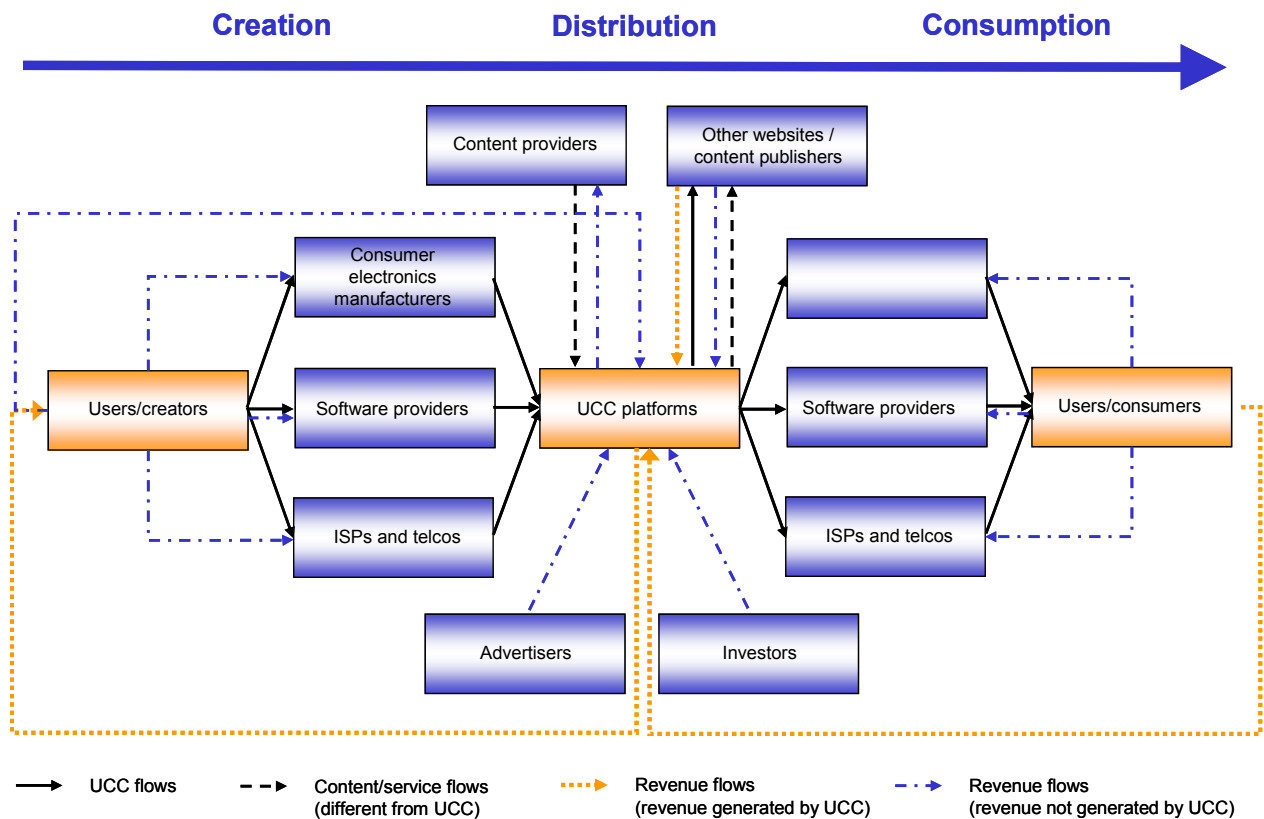 Creation
Distribution
Consumption
Content providers
Other websites /
content publishers
Consumer
electronics
manufacturers
Users/creators
Software providers
UCC platforms
Software providers
Users/consumers
ISPs and telcos
ISPs and telcos
Advertisers
Investors
UCC flows
Content/service flows
(different from UCC)
Revenue flows
(revenue generated by UCC)
Revenue flows
(revenue not generated by UCC)